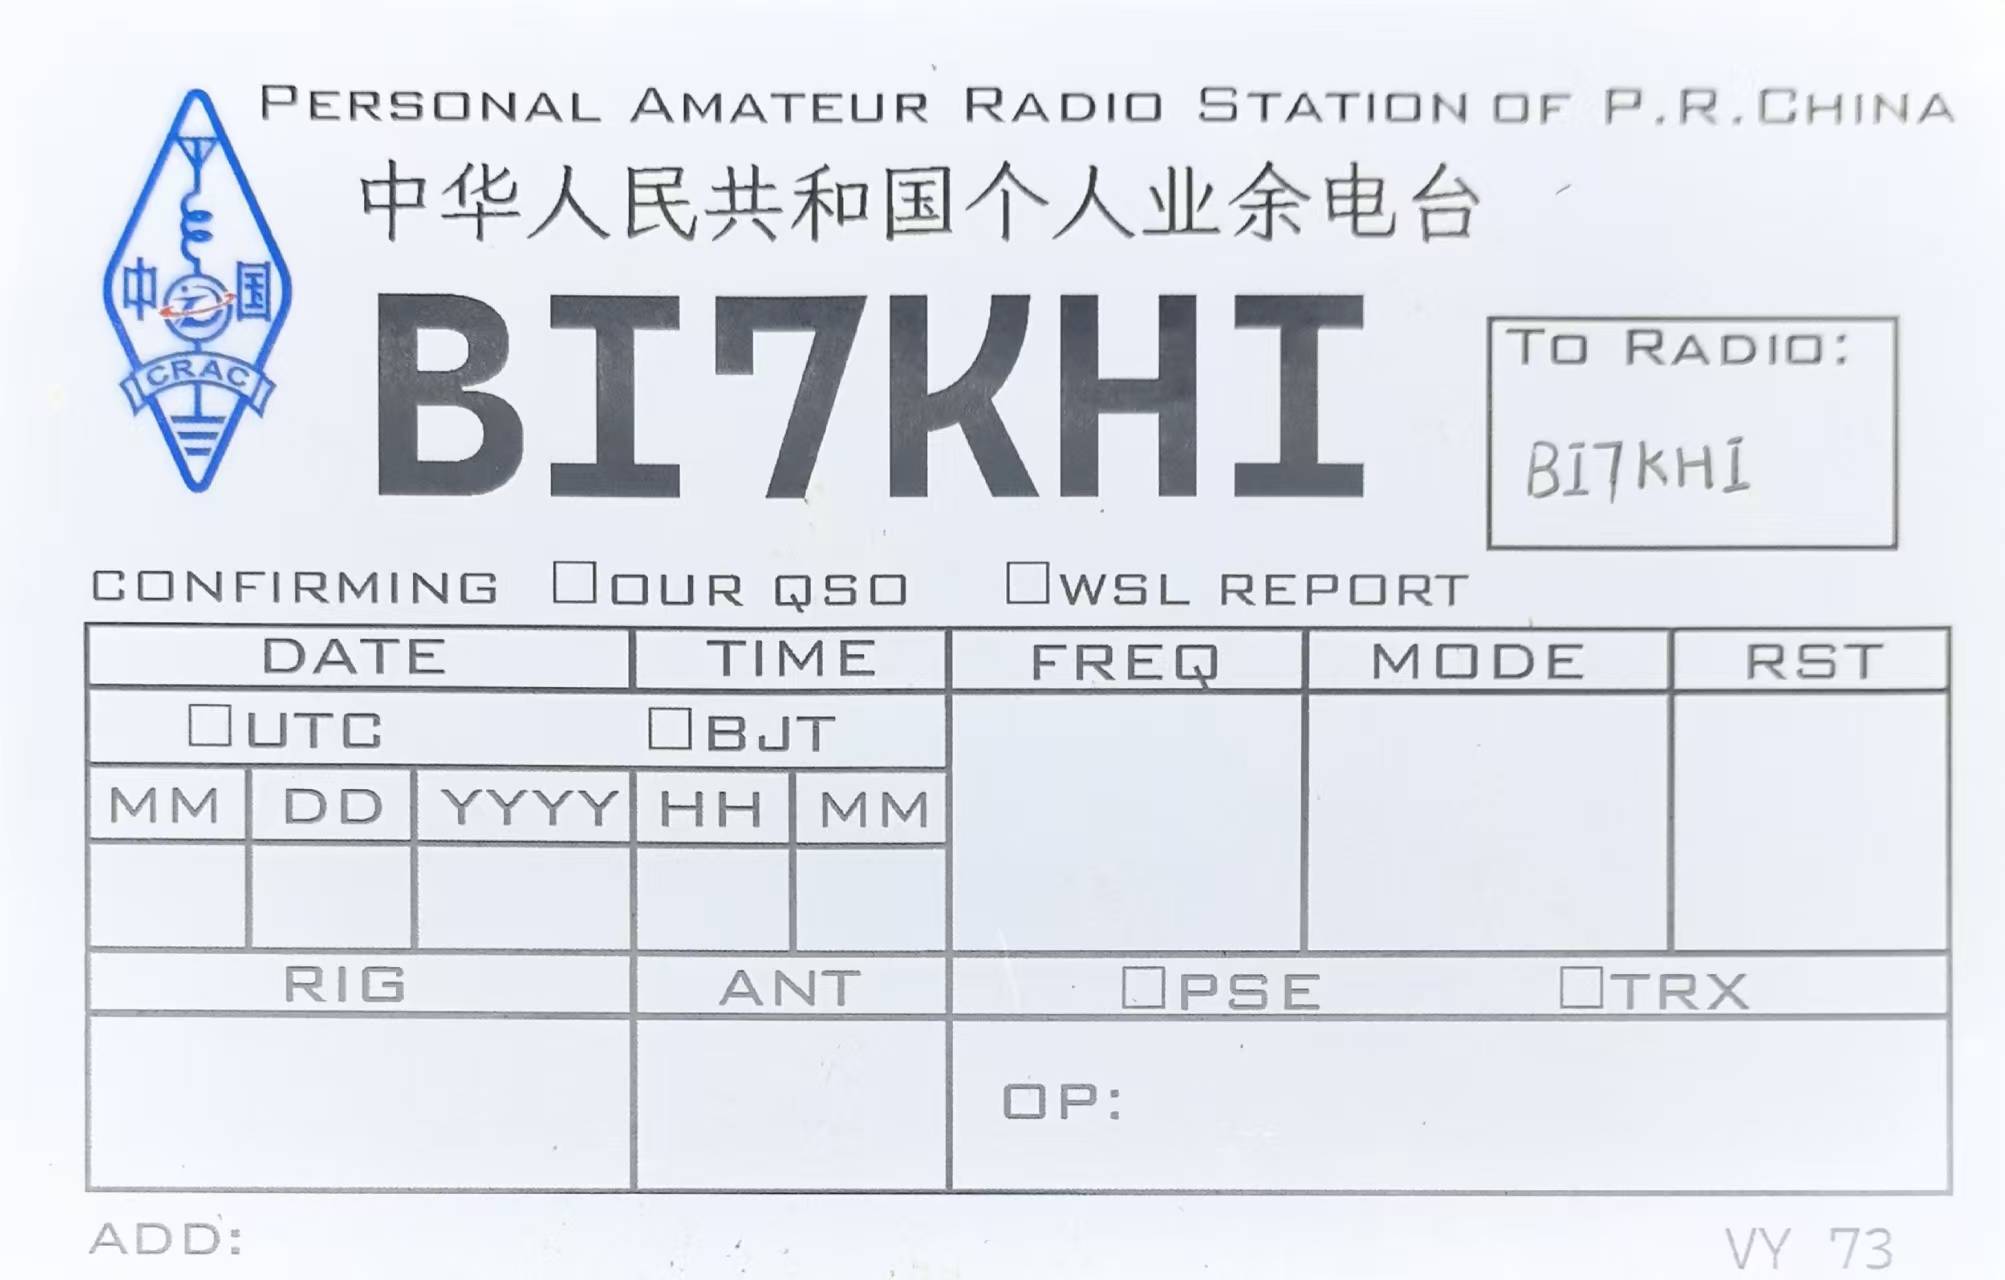 PERSONAL AMATEUR RADIO STATION OF P.R.CHINA
中华人民共和国个人业余电台
中国
CRAC
BI7KHI
TO RADIO:
BI7KHI
CONFIRMING □OUR QSO □WSL REPORT
DATE TIME FREQ MODE RST
□UTC □BJT
MM DD YYYY HH MM
RIG ANT □PSE □TRX
OP:
ADD:
VY 73